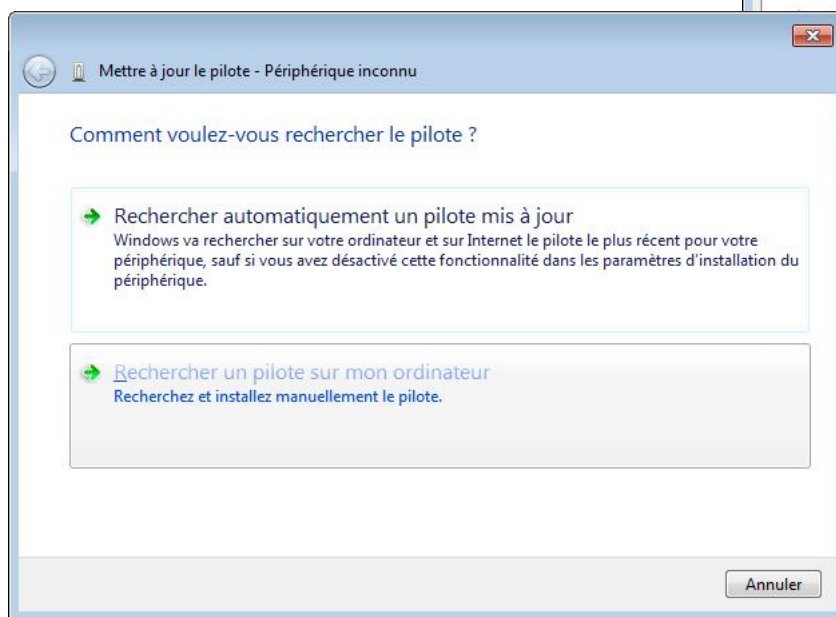 Mettre à jour le pilote - Périphérique inconnu
Comment voulez-vous rechercher le pilote ?
Rechercher automatiquement un pilote mis à jour
Windows va rechercher sur votre ordinateur et sur Internet le pilote le plus récent pour votre
périphérique, sauf si vous avez désactivé cette fonctionnalité dans les paramètres d'installation du
périphérique.
Rechercher un pilote sur mon ordinateur
Recherchez et installez manuellement le pilote.
Annuler